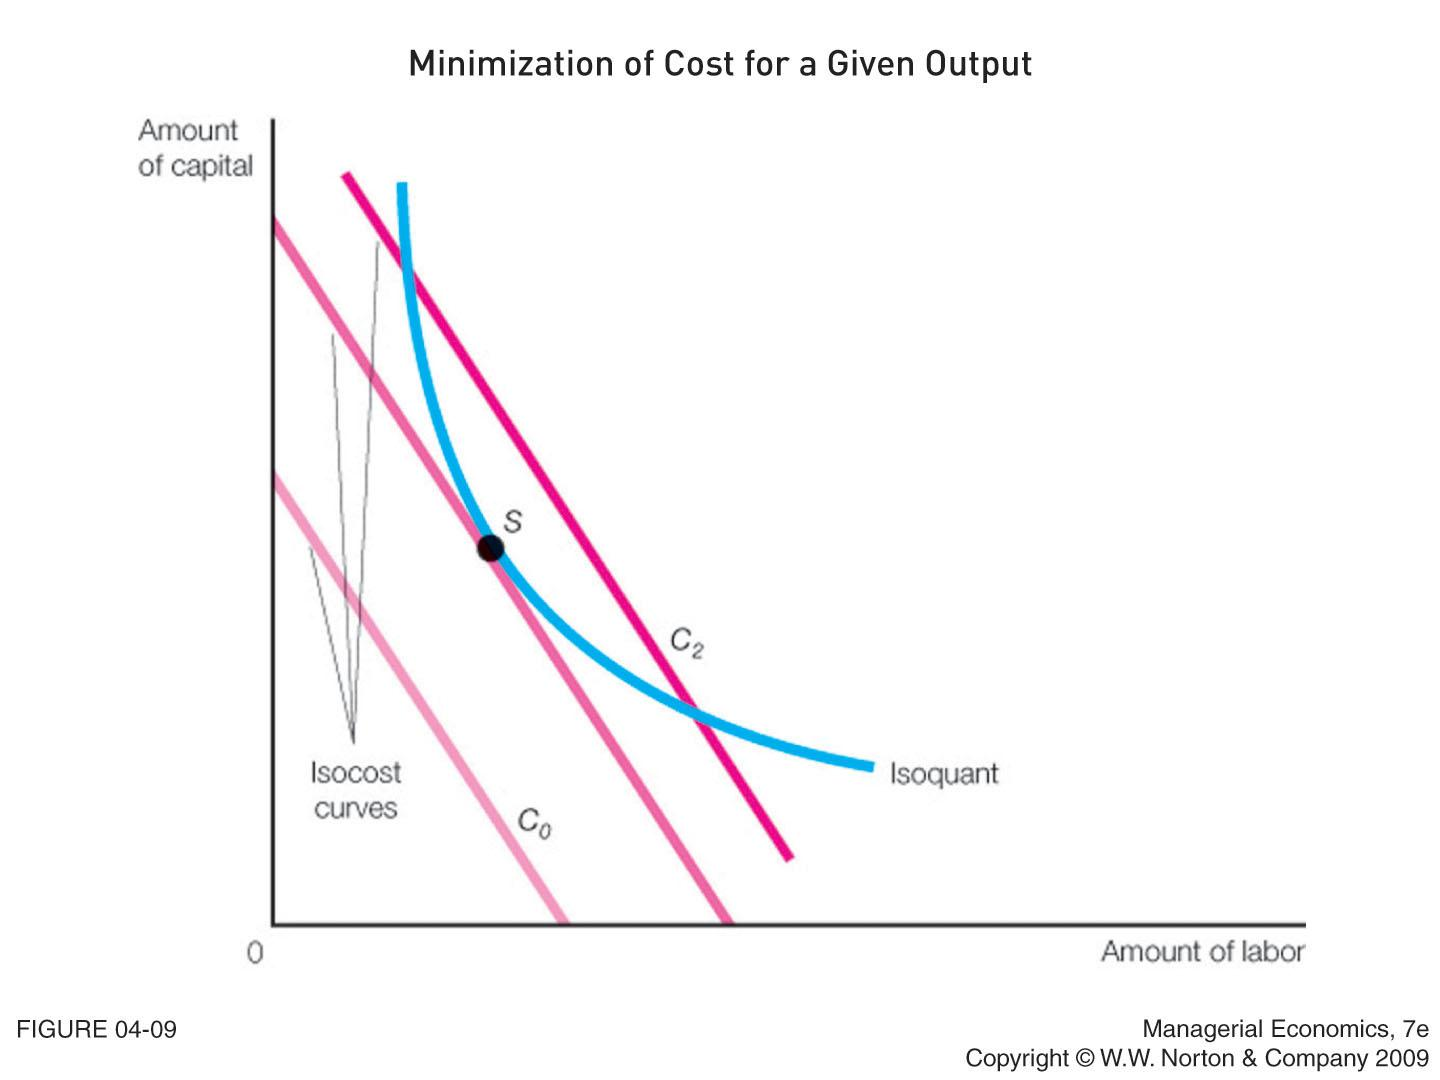 Minimization of Cost for a Given Output
Amount
of capital
S
C2
Isocost
curves
C0
Isoquant
0
Amount of labor
FIGURE 04-09
Managerial Economics, 7e
Copyright © W.W. Norton & Company 2009